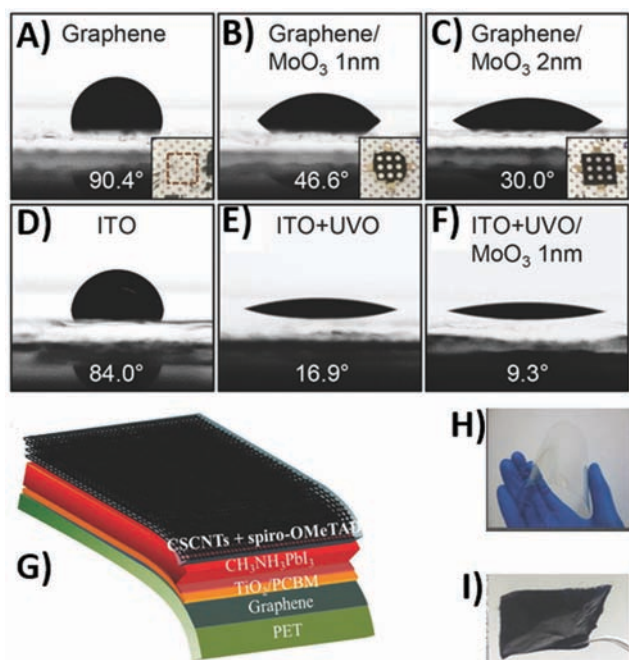 A) Graphene
B) Graphene/
MoO₃ 1nm
C) Graphene/
MoO₃ 2nm
90.4°
46.6°
30.0°
D) ITO
E) ITO+UVO
F) ITO+UVO/
MoO₃ 1nm
84.0°
16.9°
9.3°
G)
CSCNTs + spiro-OMeTAD
CH₃NH₃PbI₃
TiO₂/PCBM
Graphene
PET
H)
I)